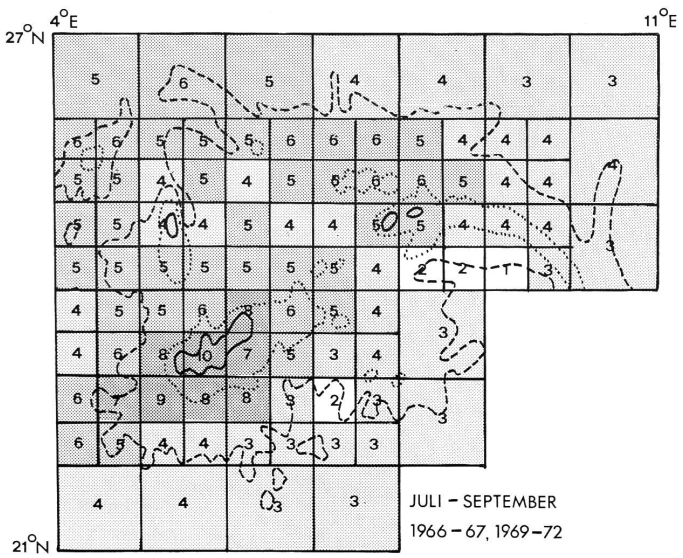 4°E 11°E
27°N
5 6 5 4 4 3 3
6 6 5 5 5 6 6 6 5 4 4 4
4
5 5 4 5 4 5 6 6 6 5 4 4
5 5 4 4 5 4 4 5 5 4 4 4
3
5 5 5 5 5 5 5 4 2 2 1 3
4 5 5 6 8 6 5 4
3
4 6 8 10 7 5 3 4
6 7 9 8 8 3 2 3
3
6 5 4 4 3 3 3 3
4 4 3 3
JULI – SEPTEMBER
1966–67, 1969–72
21°N